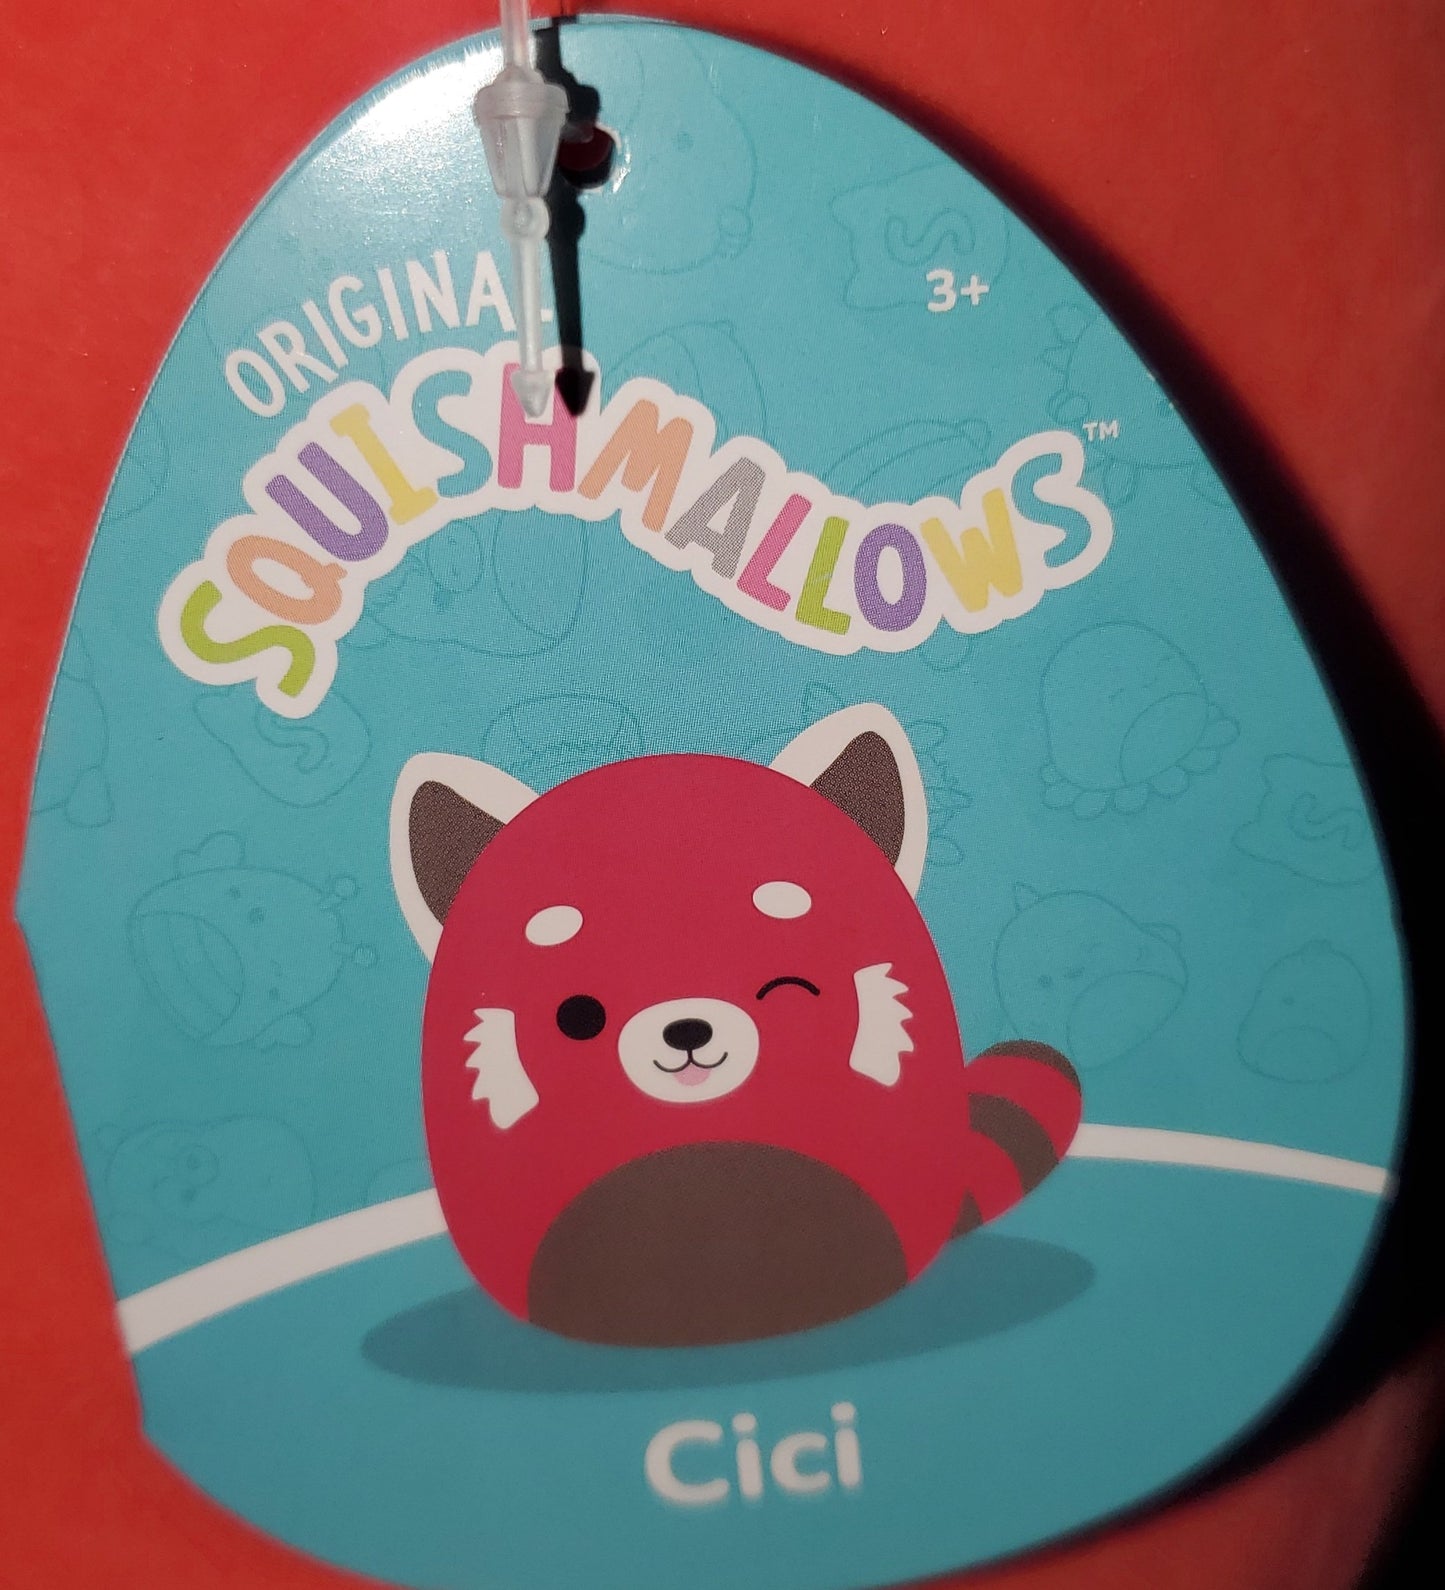 ORIGINAL
3+
SQUISHMALLOWS™
Cici